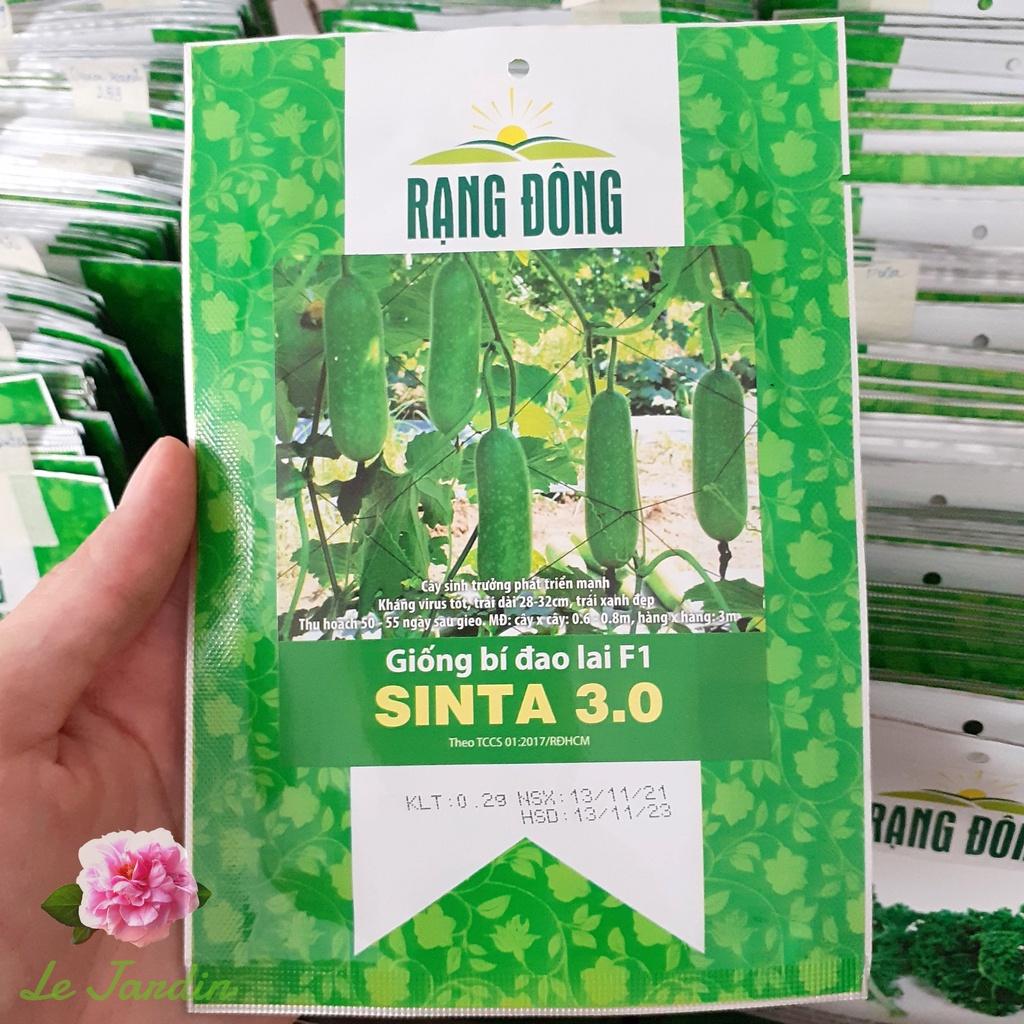 RẠNG ĐÔNG
Cây sinh trưởng phát triển mạnh
Kháng virus tốt, trái dài 28-32cm, trái xanh đẹp
Thu hoạch 50 - 55 ngày sau gieo. MĐ: cây x cây: 0.6 - 0.8m, hàng x hàng: 3m
Giống bí đao lai F1
SINTA 3.0
Theo TCCS 01:2017/RĐHCM
KLT:0.2g NSX:13/11/21
HSD:13/11/23
RẠNG ĐÔN
Le Jardin